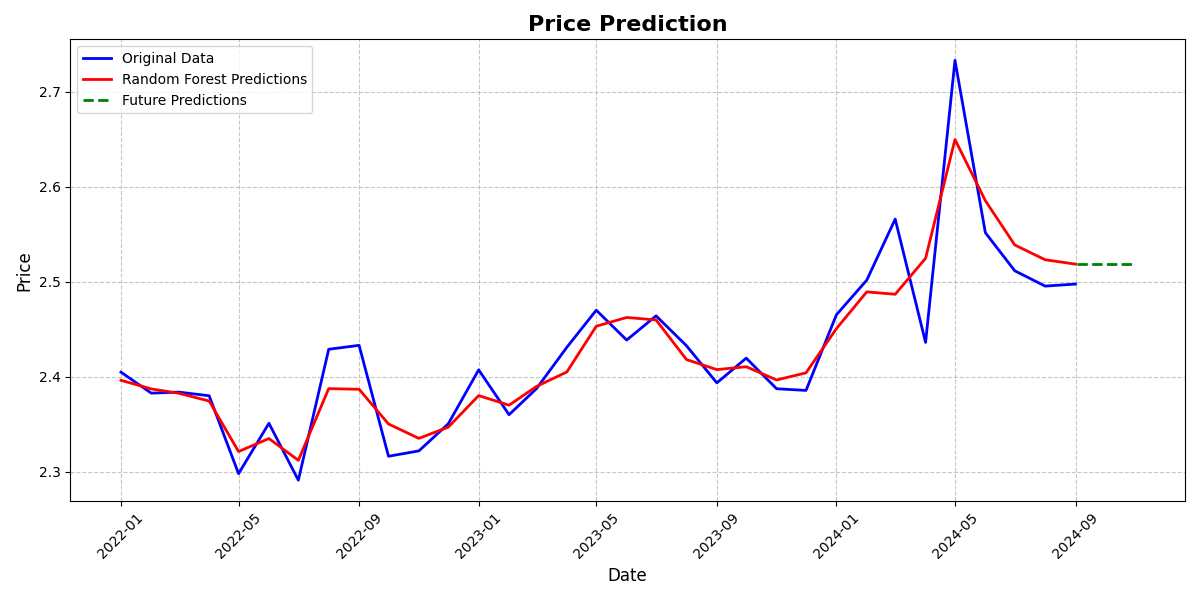 Price Prediction
Original Data
Random Forest Predictions
Future Predictions
Price
2.7
2.6
2.5
2.4
2.3
2022-01
2022-05
2022-09
2023-01
2023-05
2023-09
2024-01
2024-05
2024-09
Date